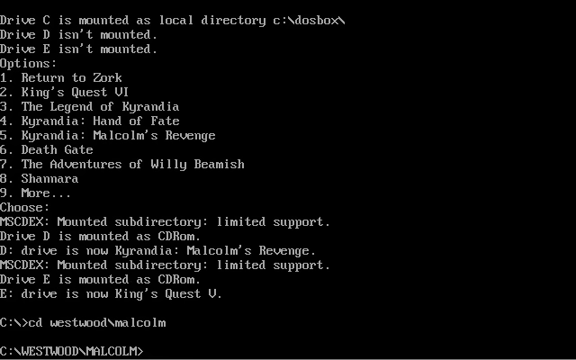 Drive C is mounted as local directory c:\dosbox\
Drive D isn't mounted.
Drive E isn't mounted.
Options:
1. Return to Zork
2. King's Quest VI
3. The Legend of Kyrandia
4. Kyrandia: Hand of Fate
5. Kyrandia: Malcolm's Revenge
6. Death Gate
7. The Adventures of Willy Beamish
8. Shannara
9. More...
Choose:
MSCDEX: Mounted subdirectory: limited support.
Drive D is mounted as CDRom.
D: drive is now Kyrandia: Malcolm's Revenge.
MSCDEX: Mounted subdirectory: limited support.
Drive E is mounted as CDRom.
E: drive is now King's Quest V.
C:\>cd westwood\malcolm
C:\WESTWOOD\MALCOLM>